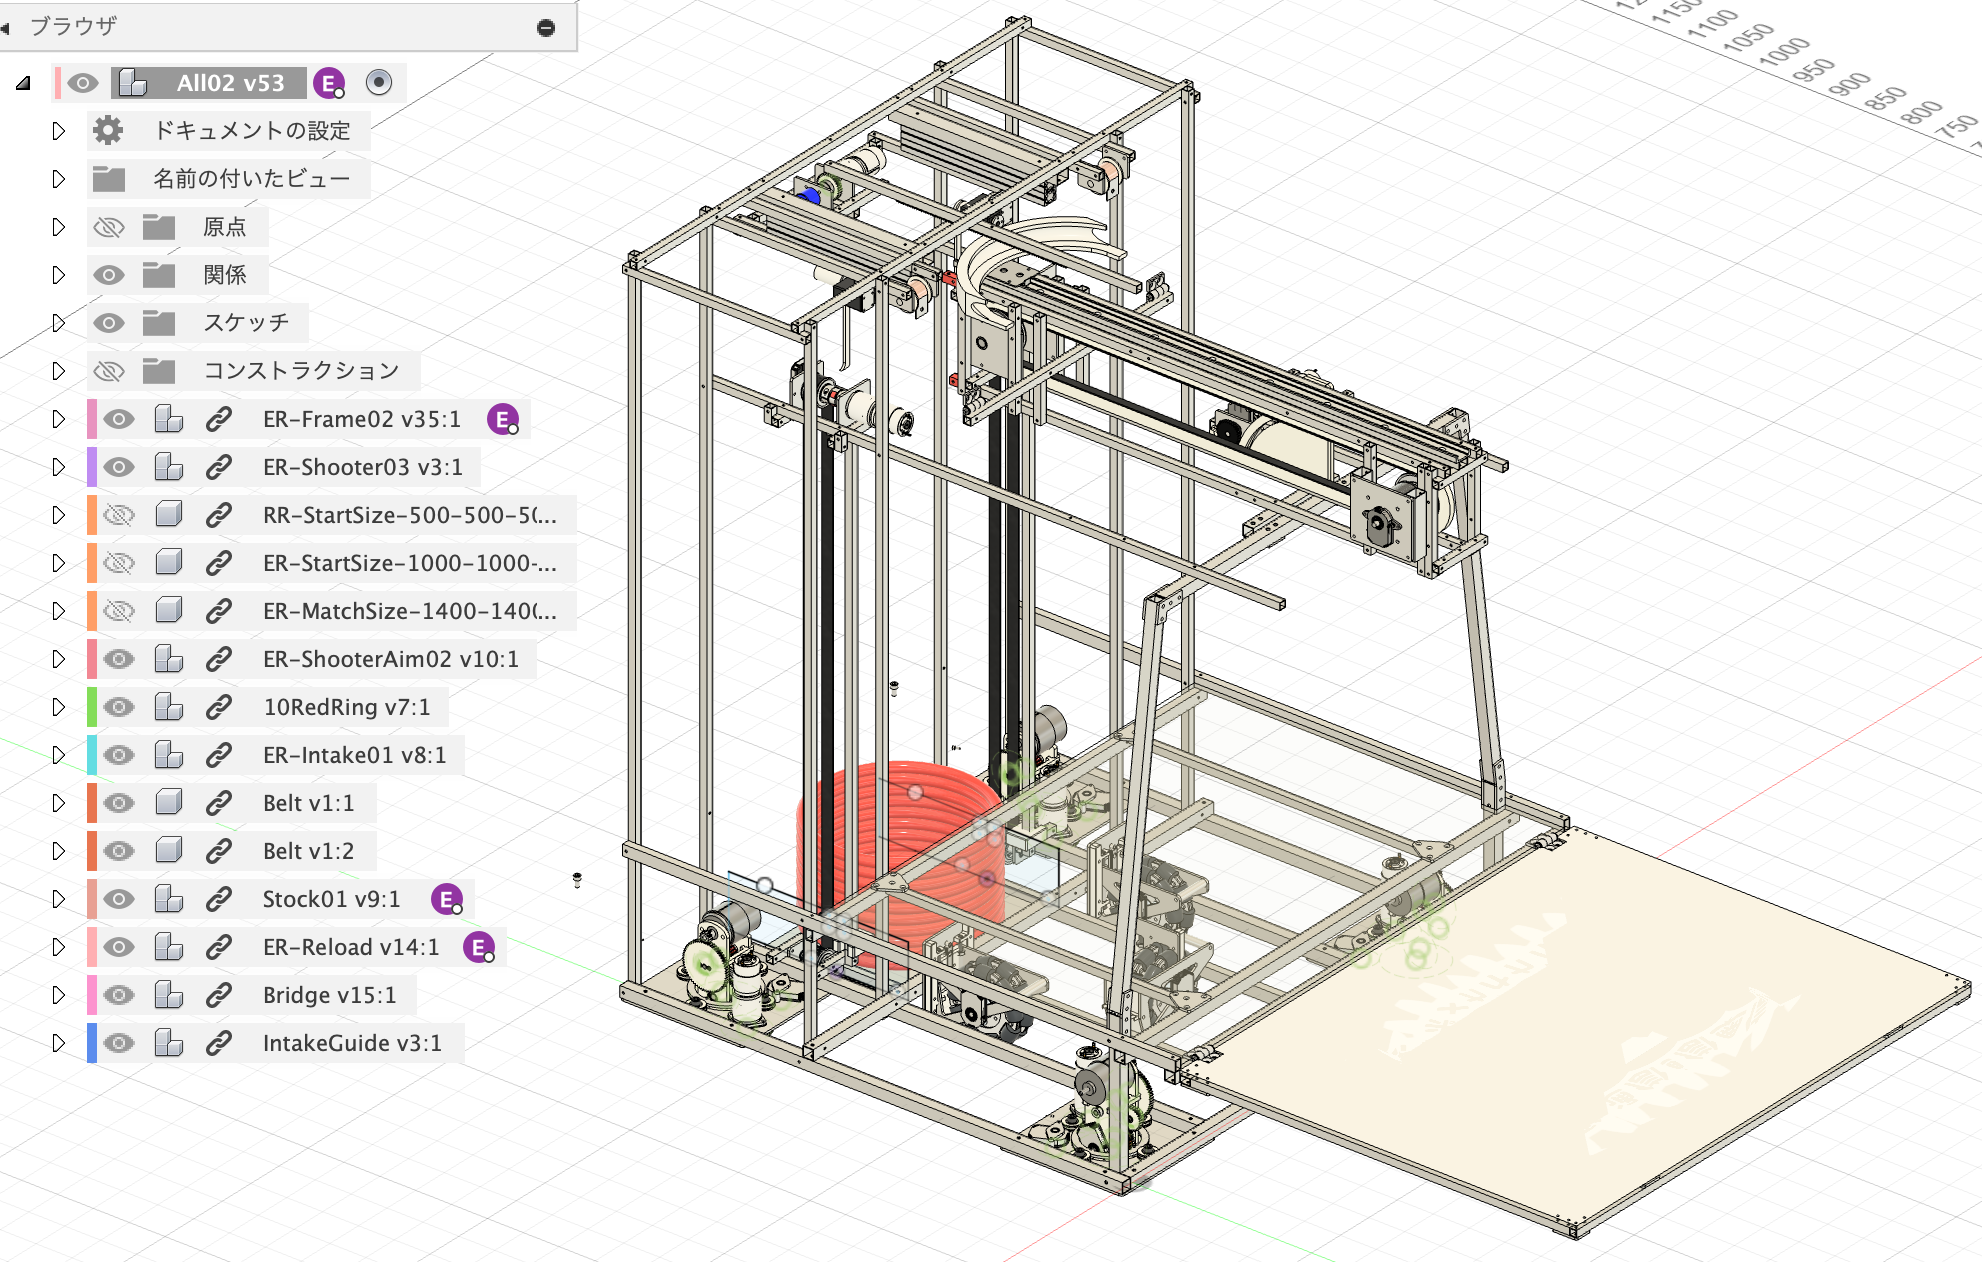 ブラウザ
All02 v53 E
ドキュメントの設定
名前の付いたビュー
原点
関係
スケッチ
コンストラクション
ER-Frame02 v35:1 E
ER-Shooter03 v3:1
RR-StartSize-500-500-50...
ER-StartSize-1000-1000-...
ER-MatchSize-1400-1400...
ER-ShooterAim02 v10:1
10RedRing v7:1
ER-Intake01 v8:1
Belt v1:1
Belt v1:2
Stock01 v9:1 E
ER-Reload v14:1 E
Bridge v15:1
IntakeGuide v3:1
1150
1100
1050
1000
950
900
850
800
750